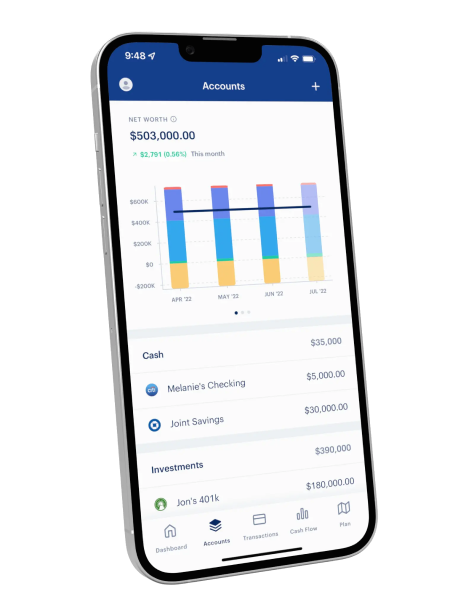 9:48
Accounts
+
NET WORTH
$503,000.00
$2,791 (0.56%) This month
$600K
$400K
$200K
$0
-$200K
APR '22 MAY '22 JUN '22 JUL '22
Cash $35,000
citi Melanie's Checking $5,000.00
Joint Savings $30,000.00
Investments $390,000
Jon's 401k $180,000.00
Dashboard Accounts Transactions Cash Flow Plan